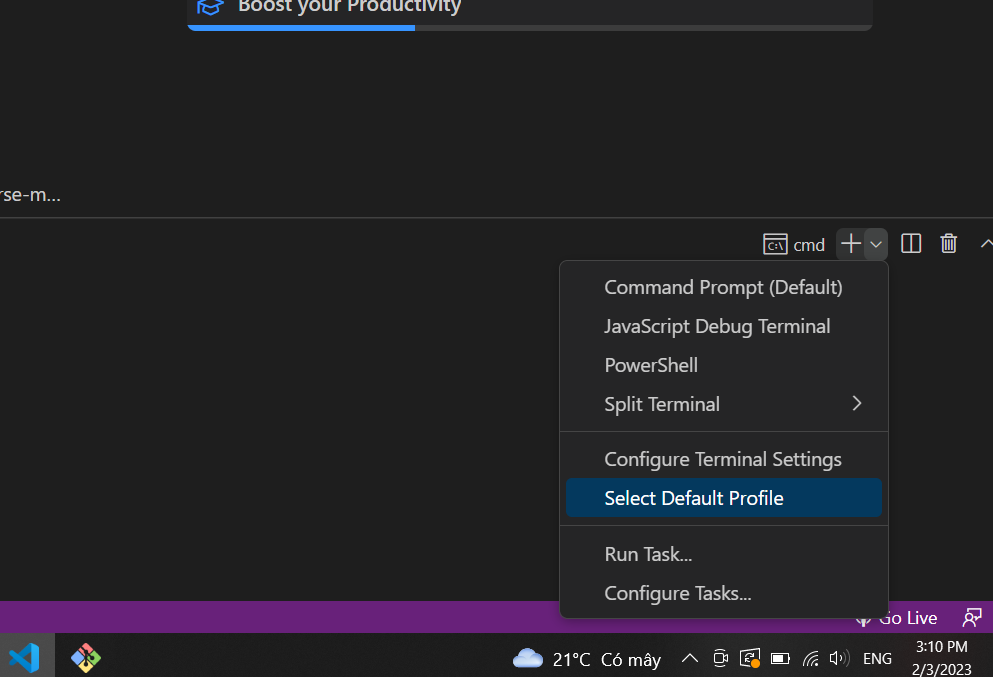 Boost your Productivity
rse-m...
cmd
Command Prompt (Default)
JavaScript Debug Terminal
PowerShell
Split Terminal
Configure Terminal Settings
Select Default Profile
Run Task...
Configure Tasks...
Go Live
21°C Có mây
ENG
3:10 PM
2/3/2023